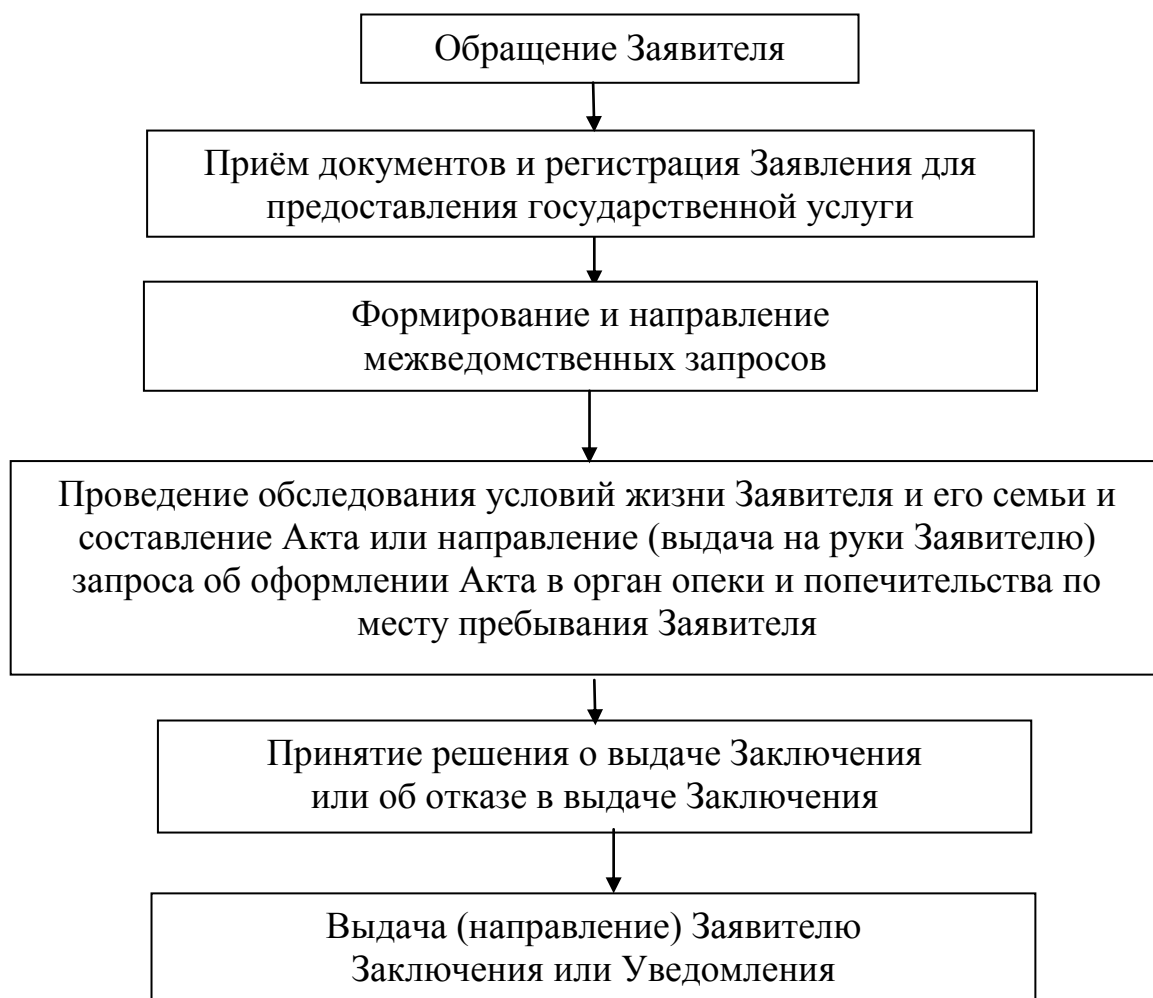 Обращение Заявителя
Приём документов и регистрация Заявления для
предоставления государственной услуги
Формирование и направление
межведомственных запросов
Проведение обследования условий жизни Заявителя и его семьи и
составление Акта или направление (выдача на руки Заявителю)
запроса об оформлении Акта в орган опеки и попечительства по
месту пребывания Заявителя
Принятие решения о выдаче Заключения
или об отказе в выдаче Заключения
Выдача (направление) Заявителю
Заключения или Уведомления